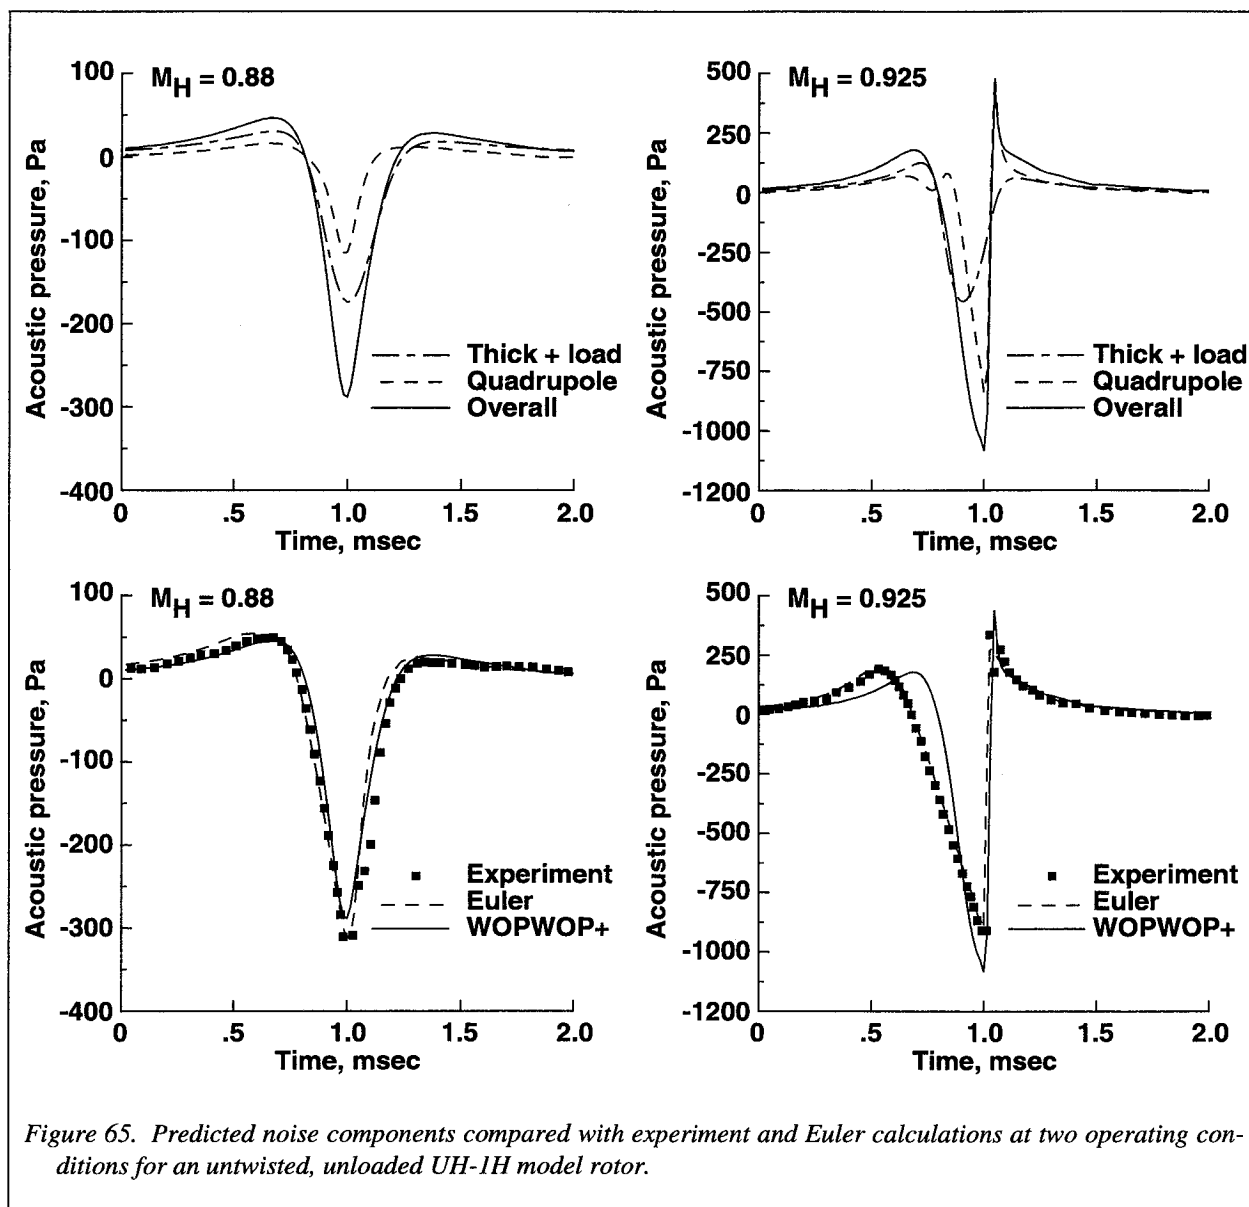 M_H = 0.88
Acoustic pressure, Pa
100
0
-100
-200
-300
-400
Thick + load
Quadrupole
Overall
0 .5 1.0 1.5 2.0
Time, msec
M_H = 0.925
Acoustic pressure, Pa
500
250
0
-250
-500
-750
-1000
-1200
Thick + load
Quadrupole
Overall
0 .5 1.0 1.5 2.0
Time, msec
M_H = 0.88
Acoustic pressure, Pa
100
0
-100
-200
-300
-400
Experiment
Euler
WOPWOP+
0 .5 1.0 1.5 2.0
Time, msec
M_H = 0.925
Acoustic pressure, Pa
500
250
0
-250
-500
-750
-1000
-1200
Experiment
Euler
WOPWOP+
0 .5 1.0 1.5 2.0
Time, msec
Figure 65. Predicted noise components compared with experiment and Euler calculations at two operating con-
ditions for an untwisted, unloaded UH-1H model rotor.